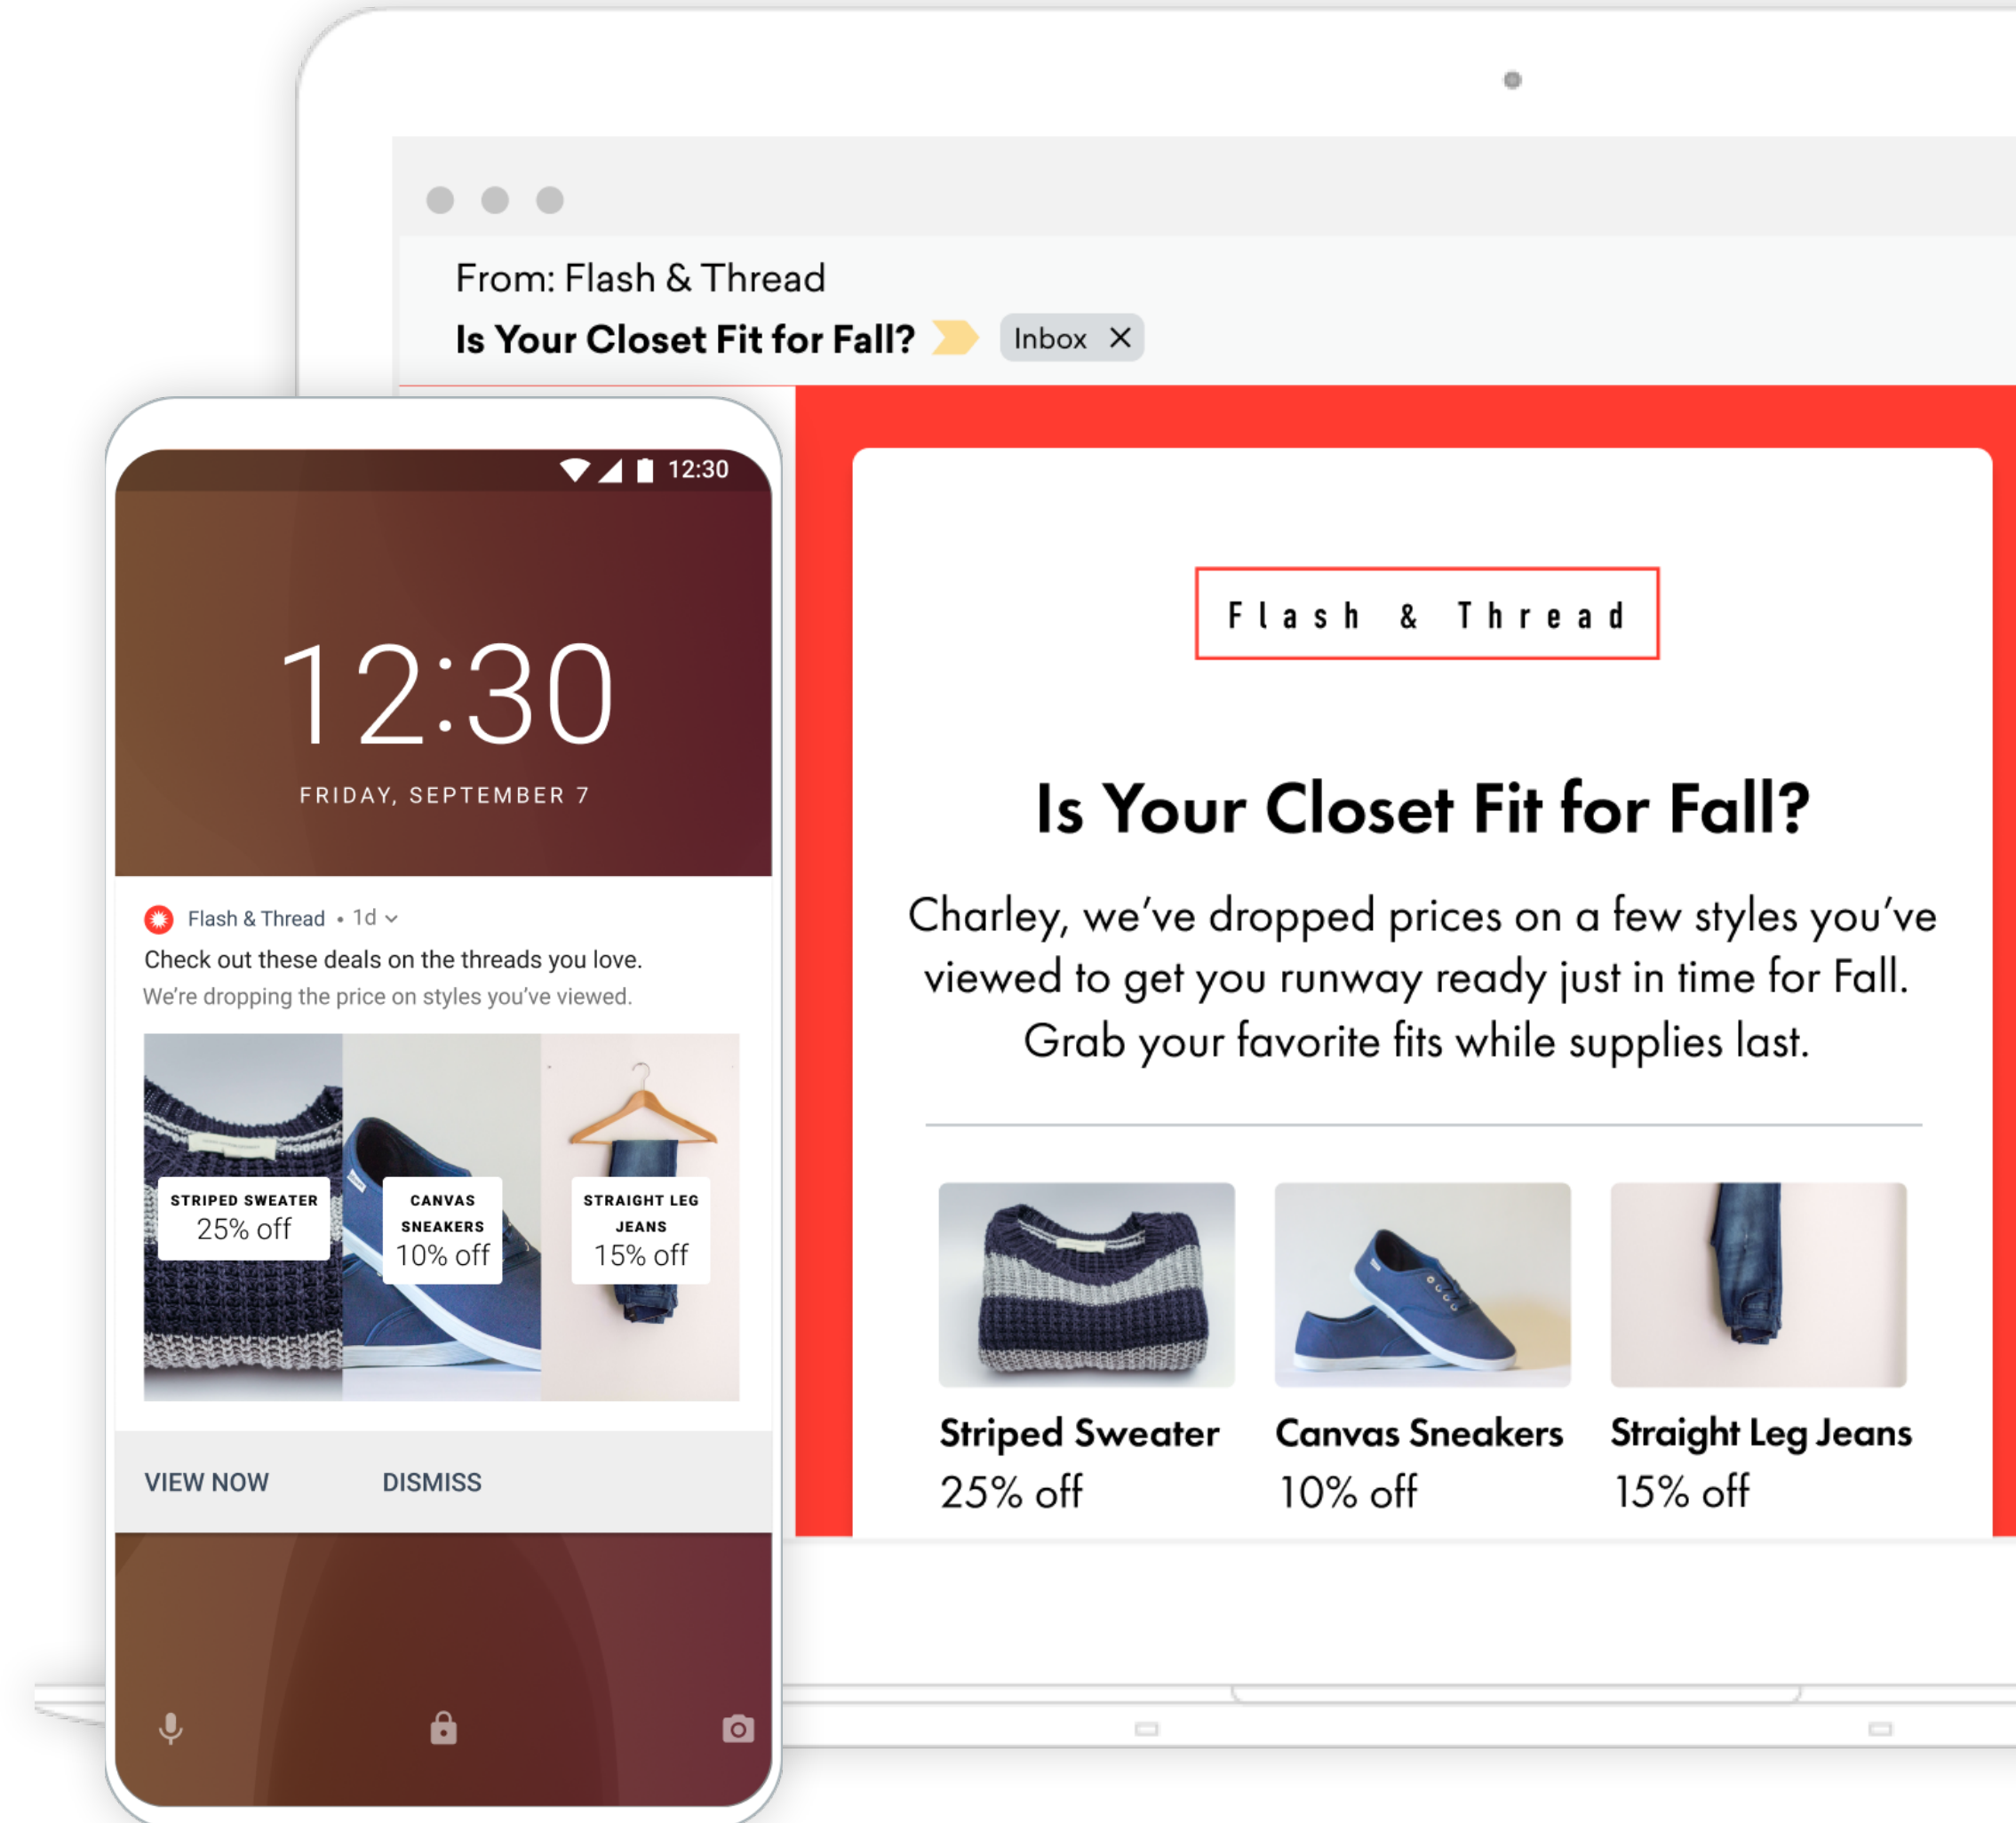 From: Flash & Thread
Is Your Closet Fit for Fall? Inbox ×
12:30
12:30
FRIDAY, SEPTEMBER 7
Flash & Thread • 1d
Check out these deals on the threads you love.
We're dropping the price on styles you've viewed.
STRIPED SWEATER
25% off
CANVAS
SNEAKERS
10% off
STRAIGHT LEG
JEANS
15% off
VIEW NOW DISMISS
Flash & Thread
Is Your Closet Fit for Fall?
Charley, we've dropped prices on a few styles you've
viewed to get you runway ready just in time for Fall.
Grab your favorite fits while supplies last.
Striped Sweater
25% off
Canvas Sneakers
10% off
Straight Leg Jeans
15% off